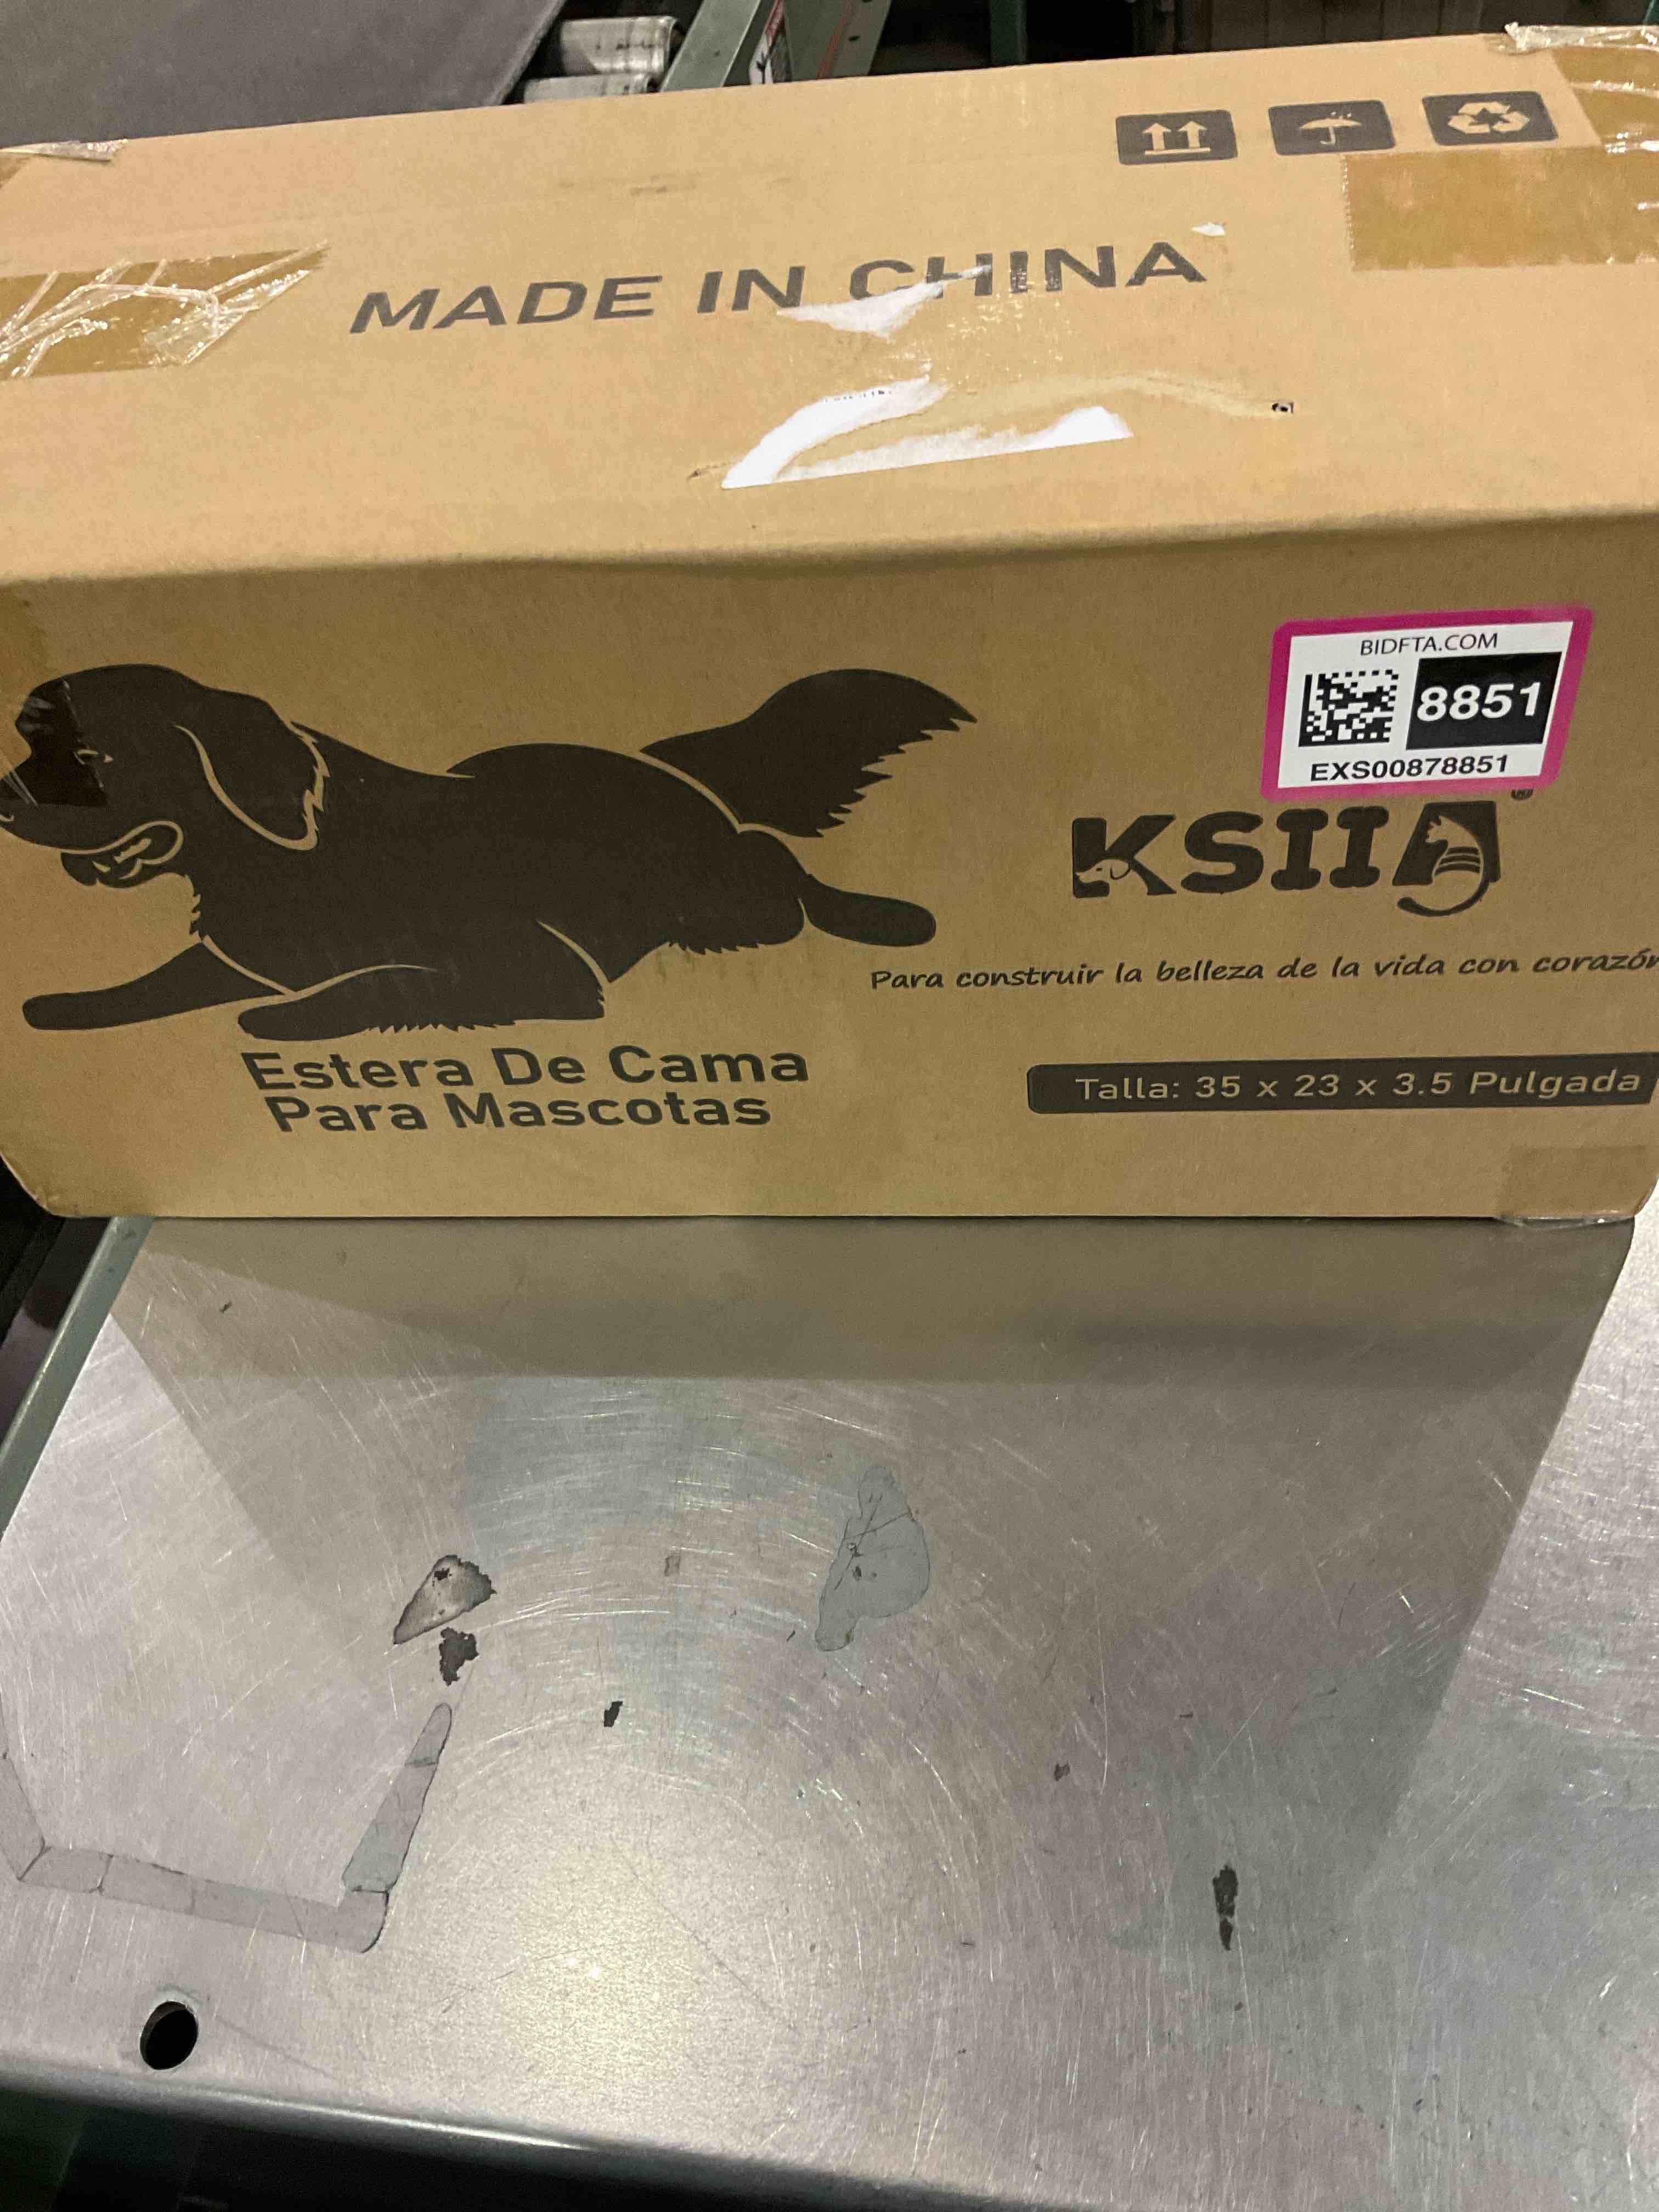 MADE IN CHINA
BIDFTA.COM
8851
EXS00878851
KSIIA
®
Para construir la belleza de la vida con corazón
Estera De Cama
Para Mascotas
Talla: 35 x 23 x 3.5 Pulgada